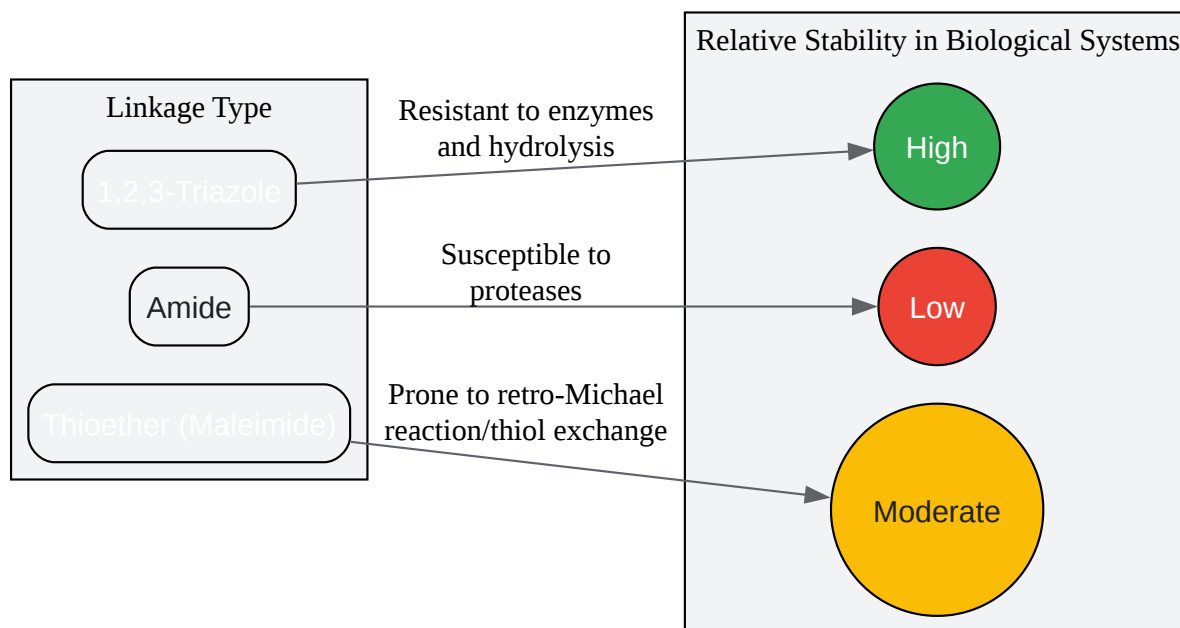 Linkage Type
1,2,3-Triazole
Amide
Thioether (Maleimide)
Resistant to enzymes
and hydrolysis
Susceptible to
proteases
Prone to retro-Michael
reaction/thiol exchange
Relative Stability in Biological Systems
High
Low
Moderate